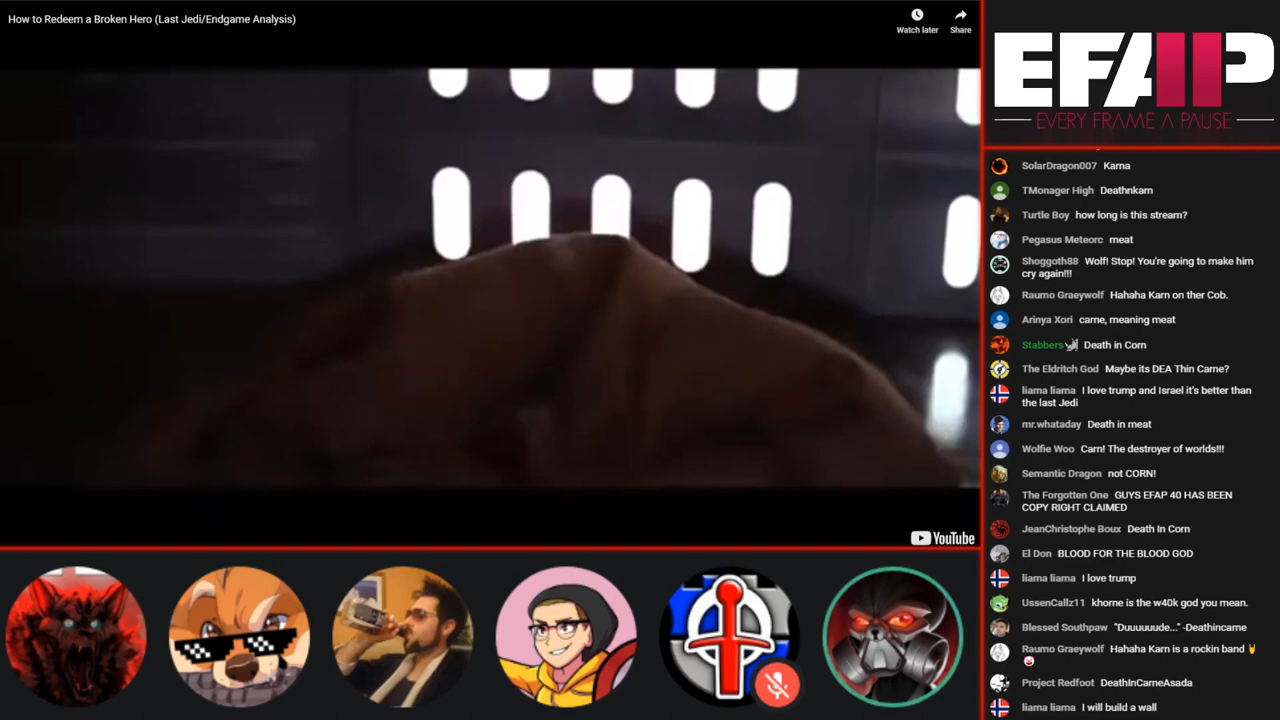 How to Redeem a Broken Hero (Last Jedi/Endgame Analysis)
Watch later
Share
YouTube
EFAP
EVERY FRAME A PAUSE
SolarDragon007 Karna
TMonager High Deathnkarn
Turtle Boy how long is this stream?
Pegasus Meteorc meat
Shoggoth88 Wolf! Stop! You're going to make him
cry again!!!
Raumo Graeywolf Hahaha Karn on ther Cob.
Arinya Xori carne, meaning meat
Stabbers Death in Corn
The Eldritch God Maybe its DEA Thin Carne?
liama liama I love trump and Israel it's better than
the last Jedi
mr.whataday Death in meat
Wolfie Woo Carn! The destroyer of worlds!!!
Semantic Dragon not CORN!
The Forgotten One GUYS EFAP 40 HAS BEEN
COPY RIGHT CLAIMED
JeanChristophe Boux Death In Corn
El Don BLOOD FOR THE BLOOD GOD
liama liama I love trump
UssenCallz11 khorne is the w40k god you mean.
Blessed Southpaw "Duuuuuude..." -Deathincarne
Raumo Graeywolf Hahaha Karn is a rockin band 🤘
🤡
Project Redfoot DeathInCarneAsada
liama liama I will build a wall